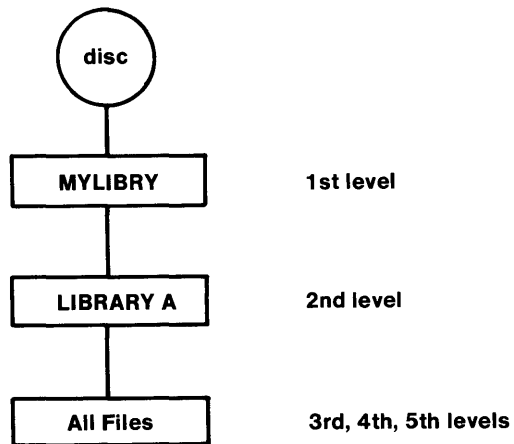 disc
MYLIBRY 1st level
LIBRARY A 2nd level
All Files 3rd, 4th, 5th levels